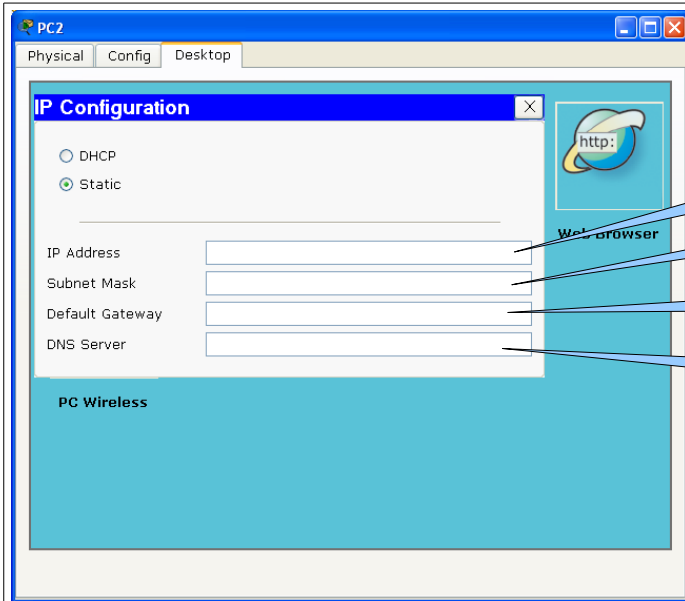 PC2
Physical Config Desktop
IP Configuration X
http:
DHCP
Static
Web Browser
IP Address
Subnet Mask
Default Gateway
DNS Server
PC Wireless